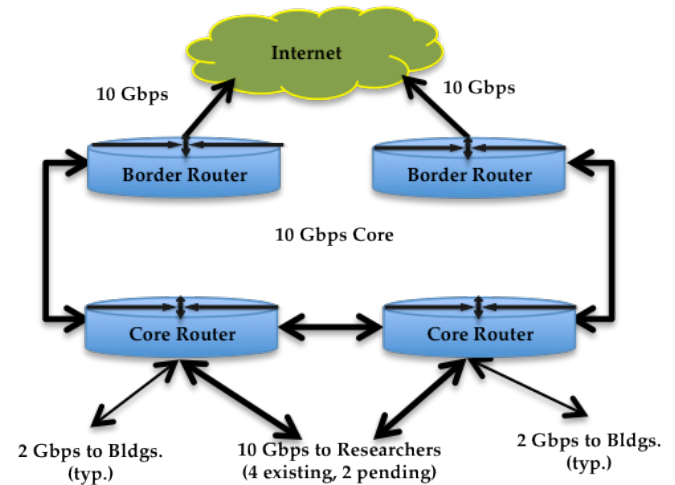 Internet
10 Gbps
10 Gbps
Border Router
Border Router
10 Gbps Core
Core Router
Core Router
2 Gbps to Bldgs.
(typ.)
10 Gbps to Researchers
(4 existing, 2 pending)
2 Gbps to Bldgs.
(typ.)